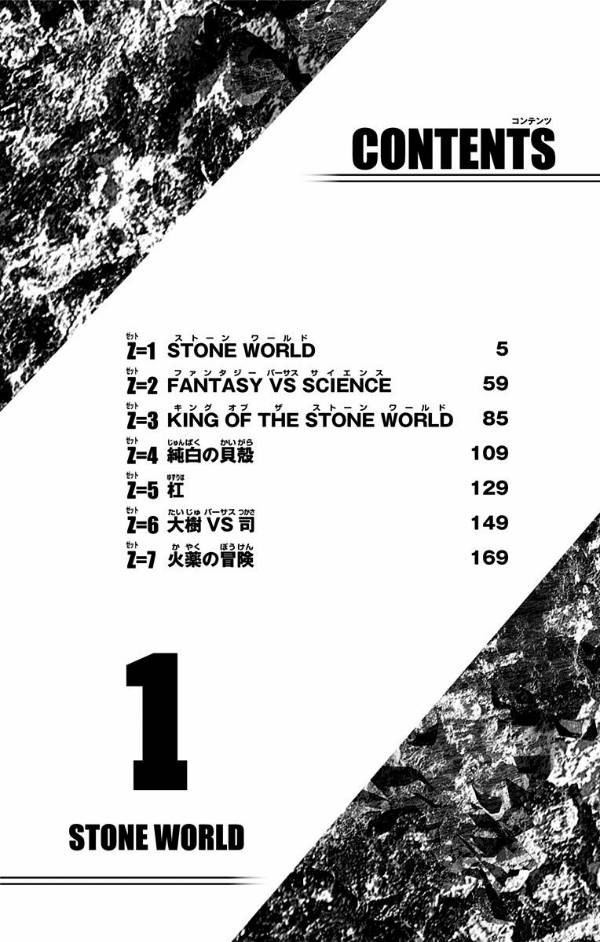 コンテンツ
CONTENTS
ゼット ストーン ワールド
Z=1 STONE WORLD 5
ゼット ファンタジー バーサス サイエンス
Z=2 FANTASY VS SCIENCE 59
ゼット キング オブ ザ ストーン ワールド
Z=3 KING OF THE STONE WORLD 85
ゼット じゅんぱく かいがら
Z=4 純白の貝殻 109
ゼット ゆずりは
Z=5 杠 129
ゼット たいじゅ バーサス つかさ
Z=6 大樹 VS 司 149
ゼット かやく ぼうけん
Z=7 火薬の冒険 169
1
STONE WORLD